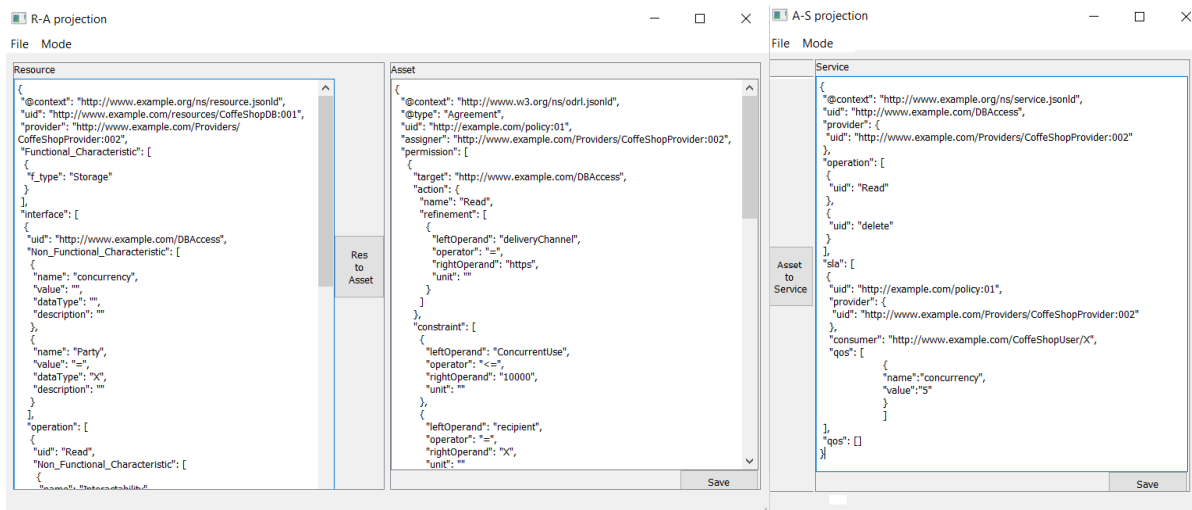 R-A projection
File Mode
Resource
{
"@context": "http://www.example.org/ns/resource.jsonld",
"uid": "http://www.example.com/resources/CoffeShopDB:001",
"provider": "http://www.example.com/Providers/
CoffeShopProvider:002",
"Functional_Characteristic": [
{
"f_type": "Storage"
}
],
"interface": [
{
"uid": "http://www.example.com/DBAccess",
"Non_Functional_Characteristic": [
{
"name": "concurrency",
"value": "",
"dataType": "",
"description": ""
},
{
"name": "Party",
"value": "=",
"dataType": "X",
"description": ""
}
],
"operation": [
{
"uid": "Read",
"Non_Functional_Characteristic": [
{
"name": "Interactability"
Res
to
Asset
Asset
{
"@context": "http://www.w3.org/ns/odrl.jsonld",
"@type": "Agreement",
"uid": "http://example.com/policy:01",
"assigner": "http://www.example.com/Providers/CoffeShopProvider:002",
"permission": [
{
"target": "http://www.example.com/DBAccess",
"action": {
"name": "Read",
"refinement": [
{
"leftOperand": "deliveryChannel",
"operator": "=",
"rightOperand": "https",
"unit": ""
}
]
},
"constraint": [
{
"leftOperand": "ConcurrentUse",
"operator": "<=",
"rightOperand": "10000",
"unit": ""
},
{
"leftOperand": "recipient",
"operator": "=",
"rightOperand": "X",
"unit": ""
Save
A-S projection
File Mode
Asset
to
Service
Service
{
"@context": "http://www.example.org/ns/service.jsonld",
"uid": "http://www.example.com/DBAccess",
"provider": {
"uid": "http://www.example.com/Providers/CoffeShopProvider:002"
},
"operation": [
{
"uid": "Read"
},
{
"uid": "delete"
}
],
"sla": [
{
"uid": "http://example.com/policy:01",
"provider": {
"uid": "http://www.example.com/Providers/CoffeShopProvider:002"
},
"consumer": "http://www.example.com/CoffeShopUser/X",
"qos": [
{
"name":"concurrency",
"value":"5"
}
]
],
"qos": []
}
Save